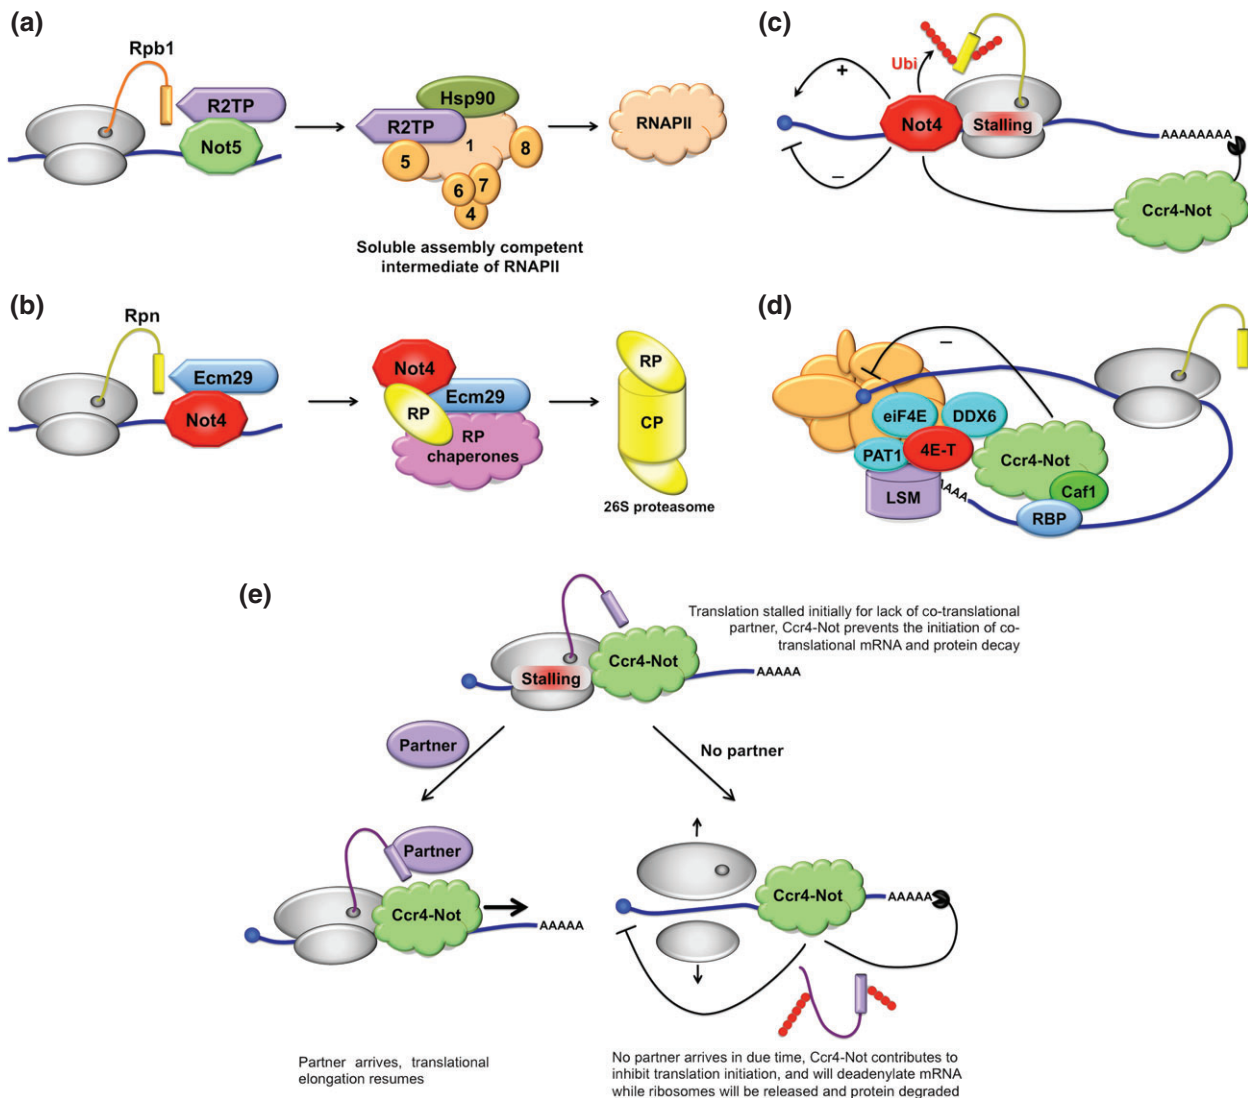 (a)
Rpb1
R2TP
Not5
Hsp90
R2TP
1
5
8
6
7
4
Soluble assembly competent
intermediate of RNAPII
RNAPII
(b)
Rpn
Ecm29
Not4
Not4
Ecm29
RP
RP
chaperones
RP
CP
26S proteasome
(c)
+
Ubi
Not4
Stalling
AAAAAAAA
–
Ccr4-Not
(d)
–
eiF4E
DDX6
PAT1
4E-T
Ccr4-Not
LSM
AAAA
Caf1
RBP
(e)
Translation stalled initially for lack of co-translational
partner, Ccr4-Not prevents the initiation of co-
translational mRNA and protein decay
Ccr4-Not
Stalling
AAAAA
Partner
No partner
Partner
Ccr4-Not
AAAAA
Ccr4-Not
AAAAA
Partner arrives, translational
elongation resumes
No partner arrives in due time, Ccr4-Not contributes to
inhibit translation initiation, and will deadenylate mRNA
while ribosomes will be released and protein degraded